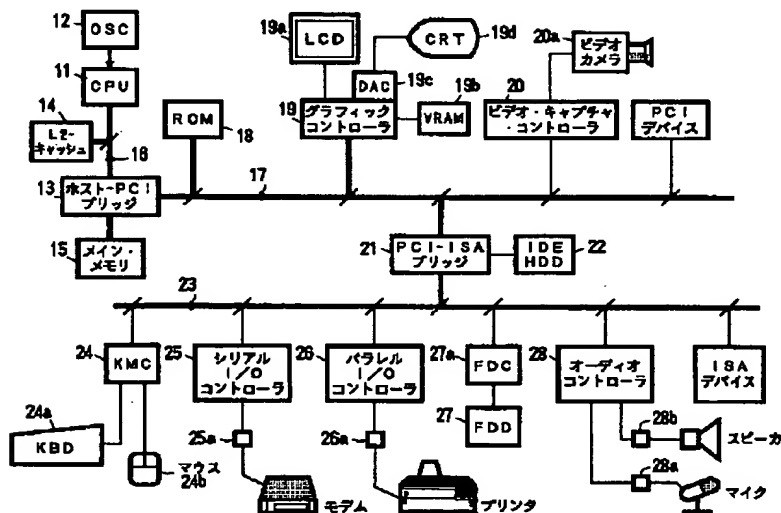 12
OSC
11
CPU
14
L2-
キャッシュ
16
13
ホスト-PCI
ブリッジ
15
メイン・
メモリ
ROM
18
17
19a
LCD
CRT
19d
DAC
19c
19
グラフィック
コントローラ
19b
VRAM
20a
ビデオ
カメラ
20
ビデオ・キャプチャ
・コントローラ
PCI
デバイス
21
PCI-ISA
ブリッジ
IDE
HDD
22
23
24
KMC
24a
KBD
マウス
24b
25
シリアル
I/O
コントローラ
25a
モデム
26
パラレル
I/O
コントローラ
26a
プリンタ
27a
FDC
27
FDD
28
オーディオ
コントローラ
28b
スピーカ
28a
マイク
ISA
デバイス